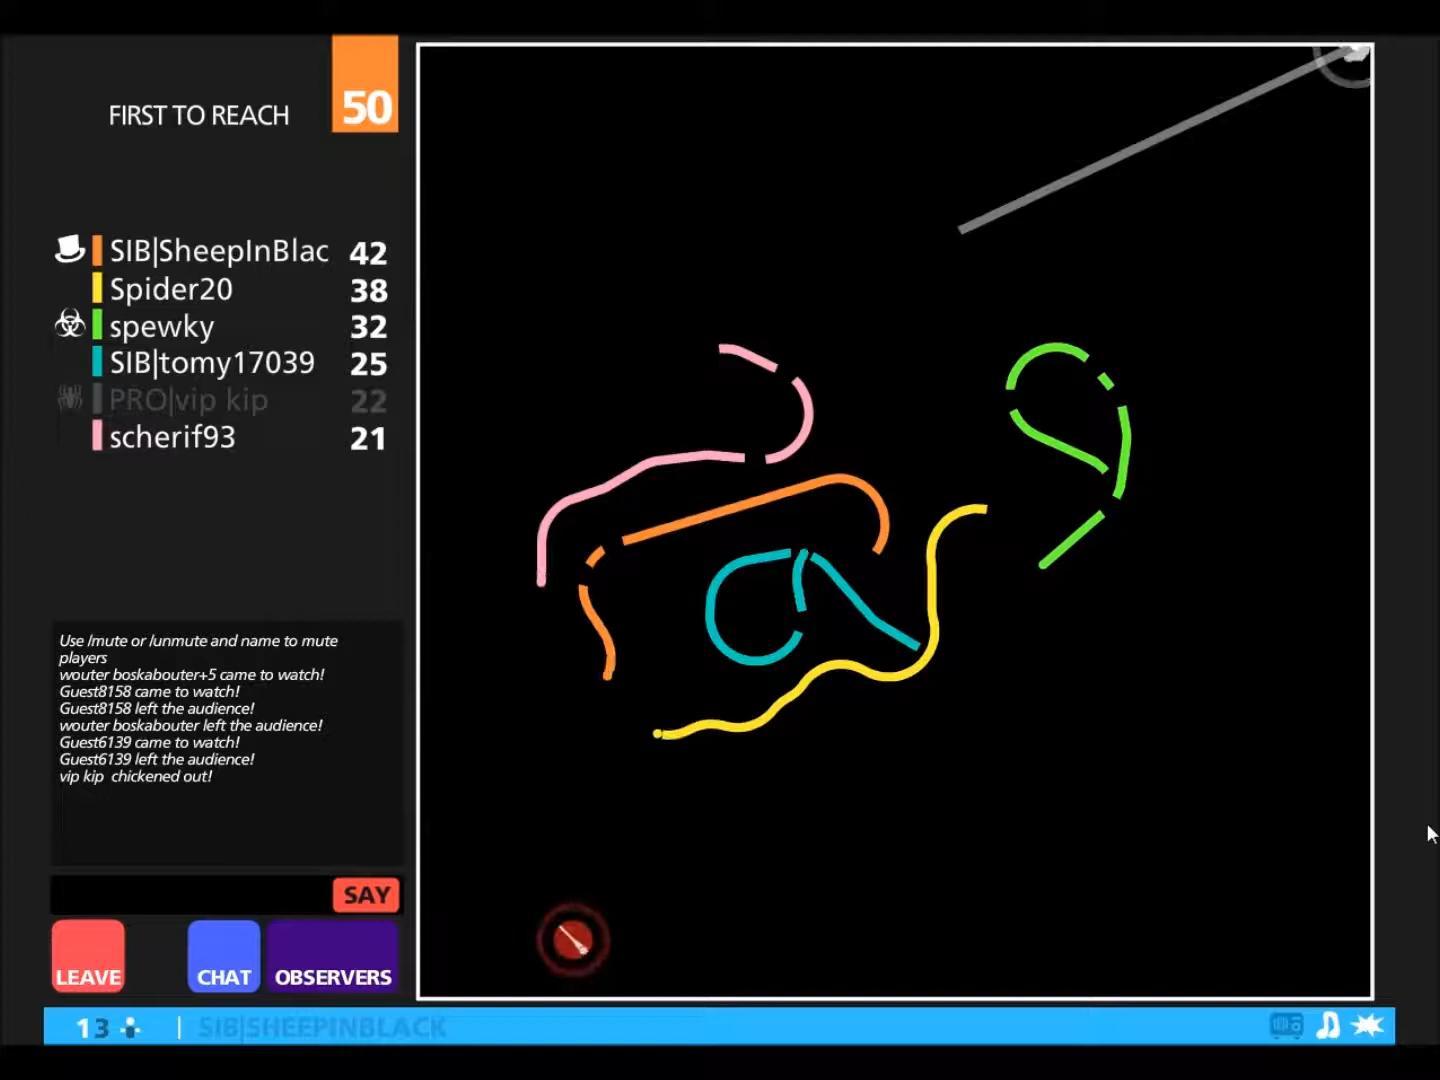 FIRST TO REACH 50
SIB|SheepInBlac 42
Spider20 38
spewky 32
SIB|tomy17039 25
PRO|vip kip 22
scherif93 21
Use /mute or /unmute and name to mute
players
wouter boskabouter+5 came to watch!
Guest8158 came to watch!
Guest8158 left the audience!
wouter boskabouter left the audience!
Guest6139 came to watch!
Guest6139 left the audience!
vip kip chickened out!
SAY
LEAVE CHAT OBSERVERS
13 | SIB|SHEEPINBLACK